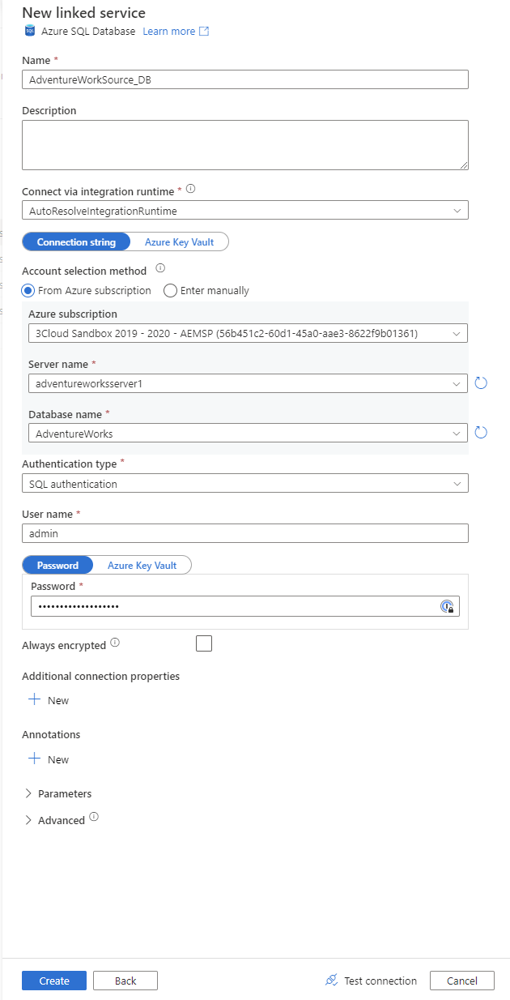 New linked service
Azure SQL Database Learn more
Name *
AdventureWorkSource_DB
Description
Connect via integration runtime *
AutoResolveIntegrationRuntime
Connection string Azure Key Vault
Account selection method
From Azure subscription Enter manually
Azure subscription
3Cloud Sandbox 2019 - 2020 - AEMSP (56b451c2-60d1-45a0-aae3-8622f9b01361)
Server name *
adventureworksserver1
Database name *
AdventureWorks
Authentication type *
SQL authentication
User name *
admin
Password Azure Key Vault
Password *
•••••••••••••••••••
Always encrypted
Additional connection properties
+ New
Annotations
+ New
Parameters
Advanced
Create Back Test connection Cancel